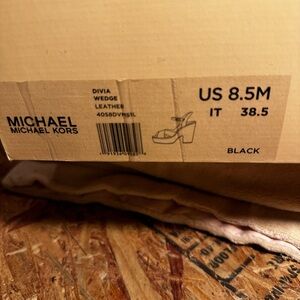 DIVIA
WEDGE
LEATHER
MICHAEL
MICHAEL KORS
US 8.5M
IT 38.5
BLACK